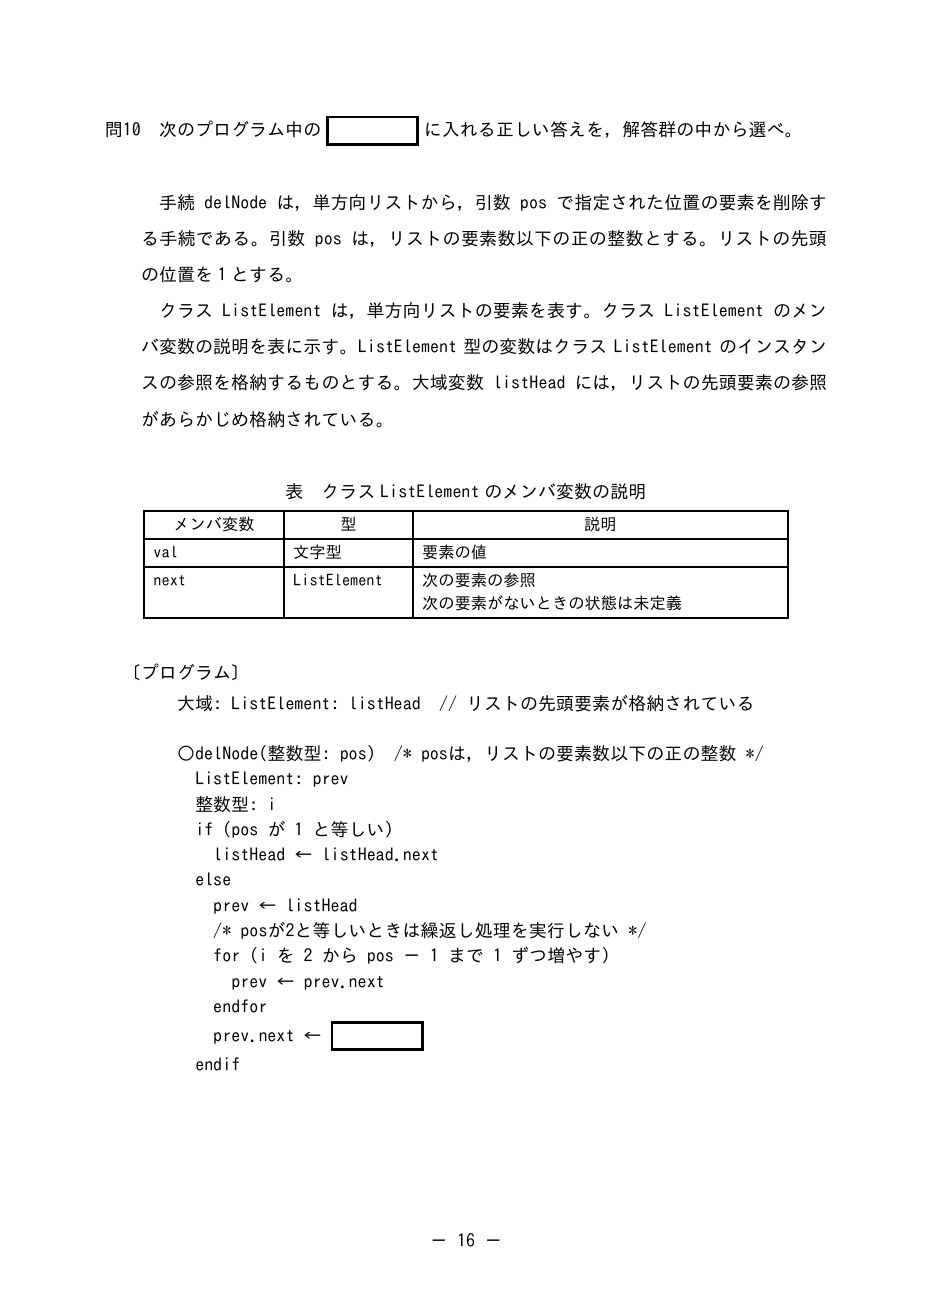 問10　次のプログラム中の　　　　　に入れる正しい答えを，解答群の中から選べ。
手続 delNode は，単方向リストから，引数 pos で指定された位置の要素を削除す
る手続である。引数 pos は，リストの要素数以下の正の整数とする。リストの先頭
の位置を1とする。
クラス ListElement は，単方向リストの要素を表す。クラス ListElement のメン
バ変数の説明を表に示す。ListElement 型の変数はクラス ListElement のインスタン
スの参照を格納するものとする。大域変数 listHead には，リストの先頭要素の参照
があらかじめ格納されている。
表　クラス ListElement のメンバ変数の説明
メンバ変数　型　説明
val　文字型　要素の値
next　ListElement　次の要素の参照
次の要素がないときの状態は未定義
〔プログラム〕
大域: ListElement: listHead　// リストの先頭要素が格納されている
○delNode(整数型: pos)　/* posは，リストの要素数以下の正の整数 */
ListElement: prev
整数型: i
if (pos が 1 と等しい)
listHead ← listHead.next
else
prev ← listHead
/* posが2と等しいときは繰返し処理を実行しない */
for (i を 2 から pos － 1 まで 1 ずつ増やす)
prev ← prev.next
endfor
prev.next ←
endif
－ 16 －